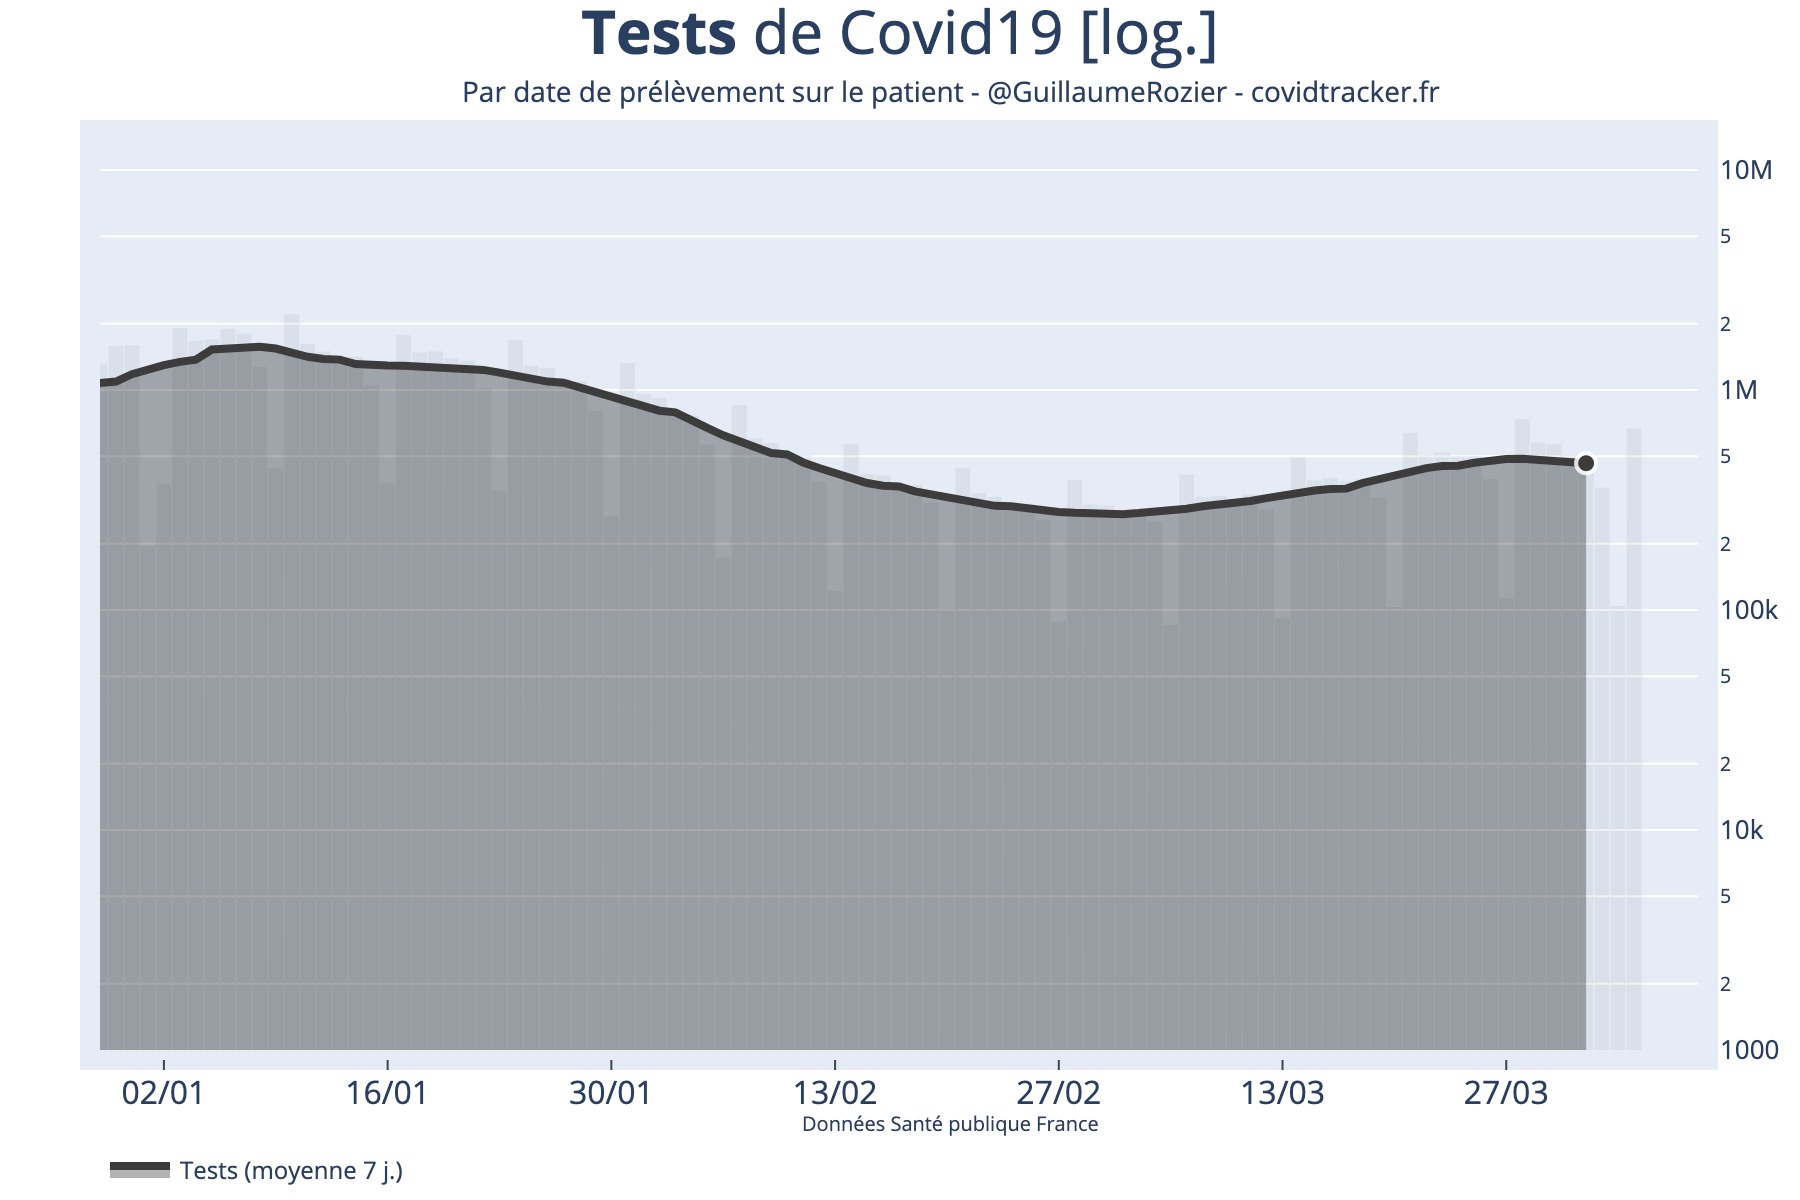 Tests de Covid19 [log.]
Par date de prélèvement sur le patient - @GuillaumeRozier - covidtracker.fr
10M
5
2
1M
5
2
100k
5
2
10k
5
2
1000
02/01 16/01 30/01 13/02 27/02 13/03 27/03
Données Santé publique France
Tests (moyenne 7 j.)